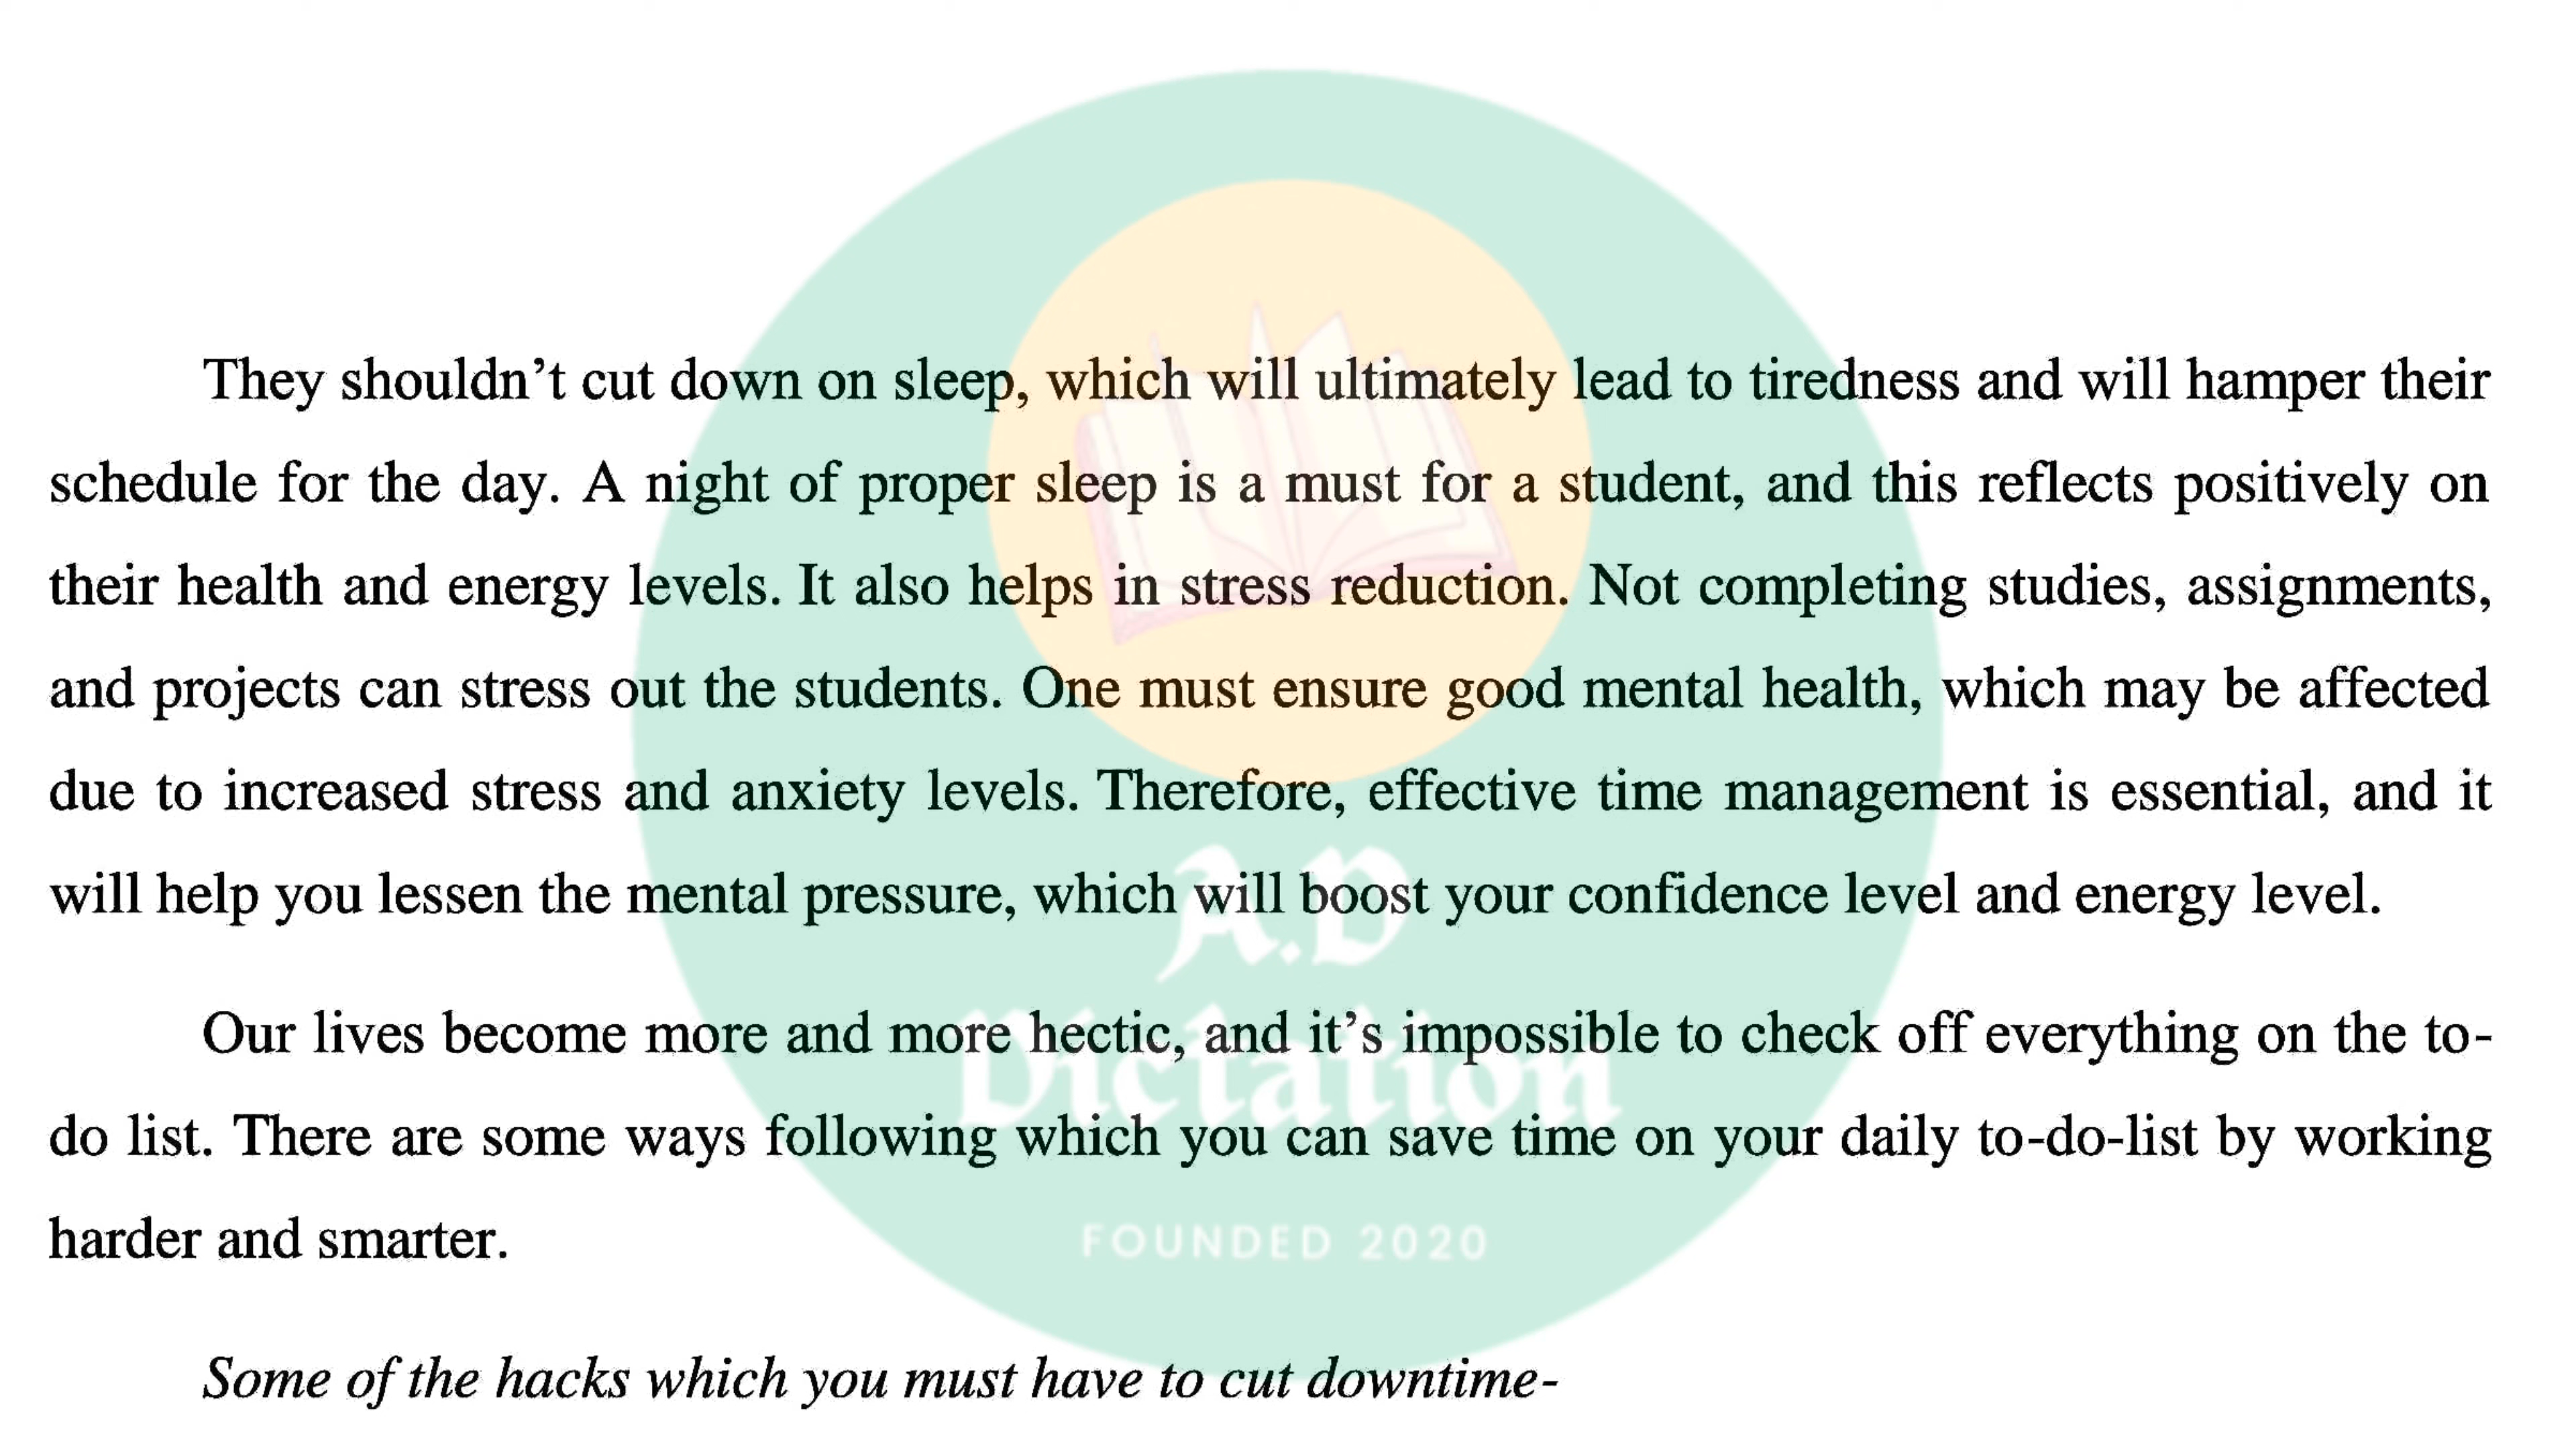 They shouldn’t cut down on sleep, which will ultimately lead to tiredness and will hamper their
schedule for the day. A night of proper sleep is a must for a student, and this reflects positively on
their health and energy levels. It also helps in stress reduction. Not completing studies, assignments,
and projects can stress out the students. One must ensure good mental health, which may be affected
due to increased stress and anxiety levels. Therefore, effective time management is essential, and it
will help you lessen the mental pressure, which will boost your confidence level and energy level.
A.D
Our lives become more and more hectic, and it’s impossible to check off everything on the to-
Dictation
do list. There are some ways following which you can save time on your daily to-do-list by working
harder and smarter.
FOUNDED 2020
Some of the hacks which you must have to cut downtime-